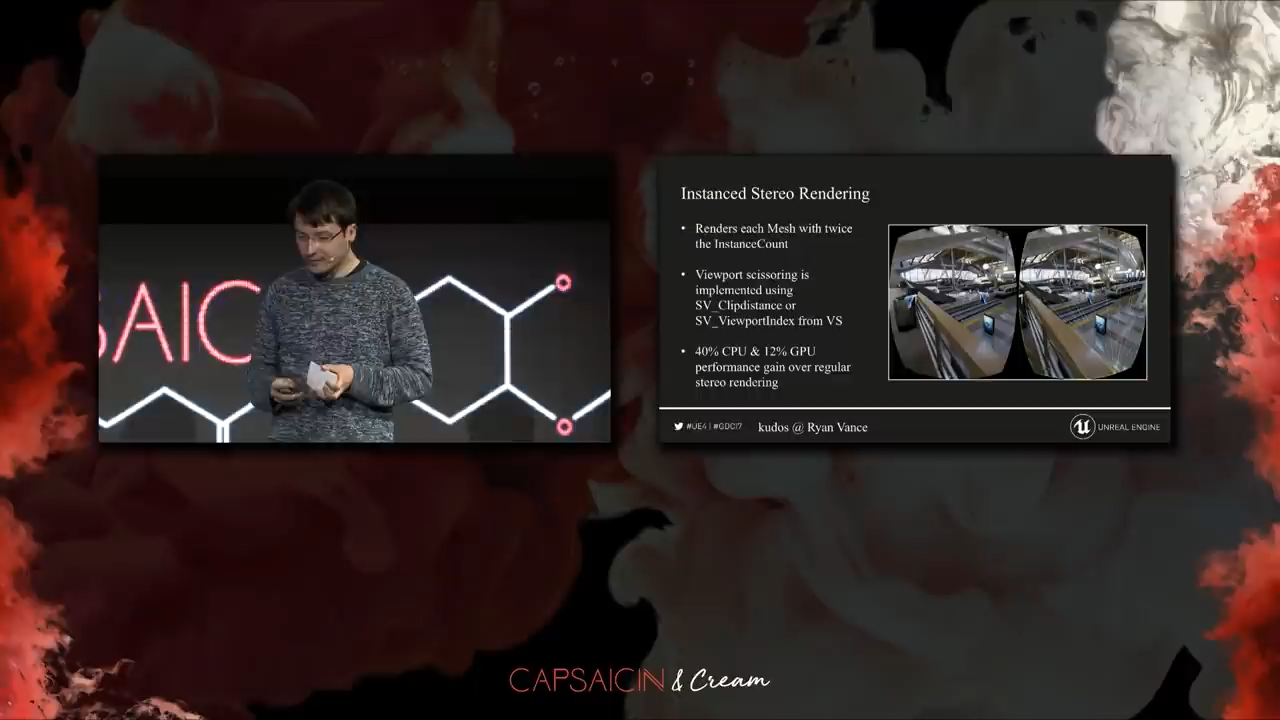 SAIC
Instanced Stereo Rendering
• Renders each Mesh with twice
the InstanceCount
• Viewport scissoring is
implemented using
SV_Clipdistance or
SV_ViewportIndex from VS
• 40% CPU & 12% GPU
performance gain over regular
stereo rendering
#UE4 | #GDC17
kudos @ Ryan Vance
UNREAL ENGINE
CAPSAICIN & Cream